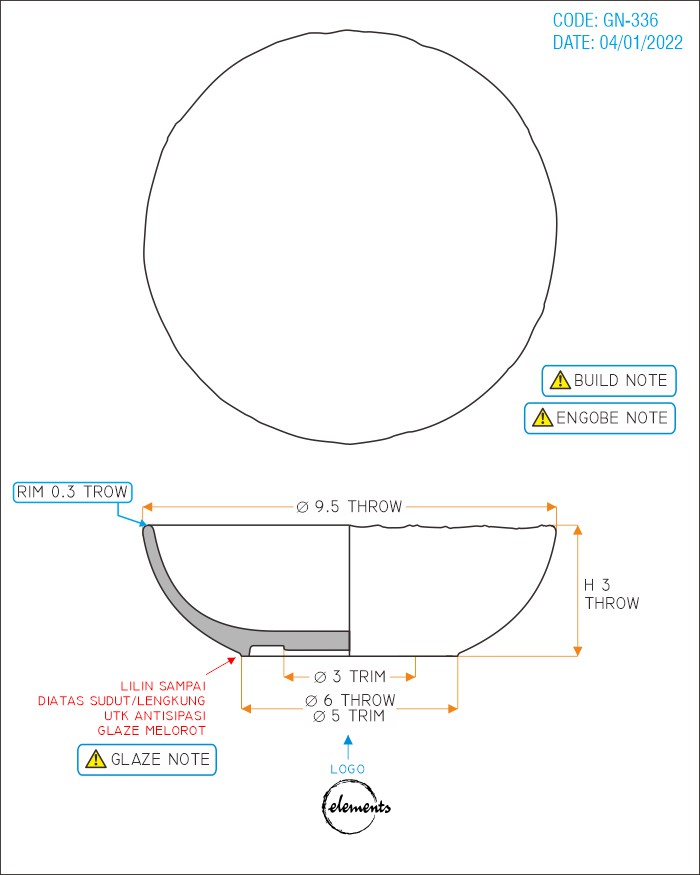 CODE: GN-336
DATE: 04/01/2022
BUILD NOTE
ENGOBE NOTE
RIM 0.3 TROW
Ø 9.5 THROW
H 3
THROW
Ø 3 TRIM
LILIN SAMPAI
DIATAS SUDUT/LENGKUNG
UTK ANTISIPASI
GLAZE MELOROT
Ø 6 THROW
Ø 5 TRIM
GLAZE NOTE
LOGO
elements